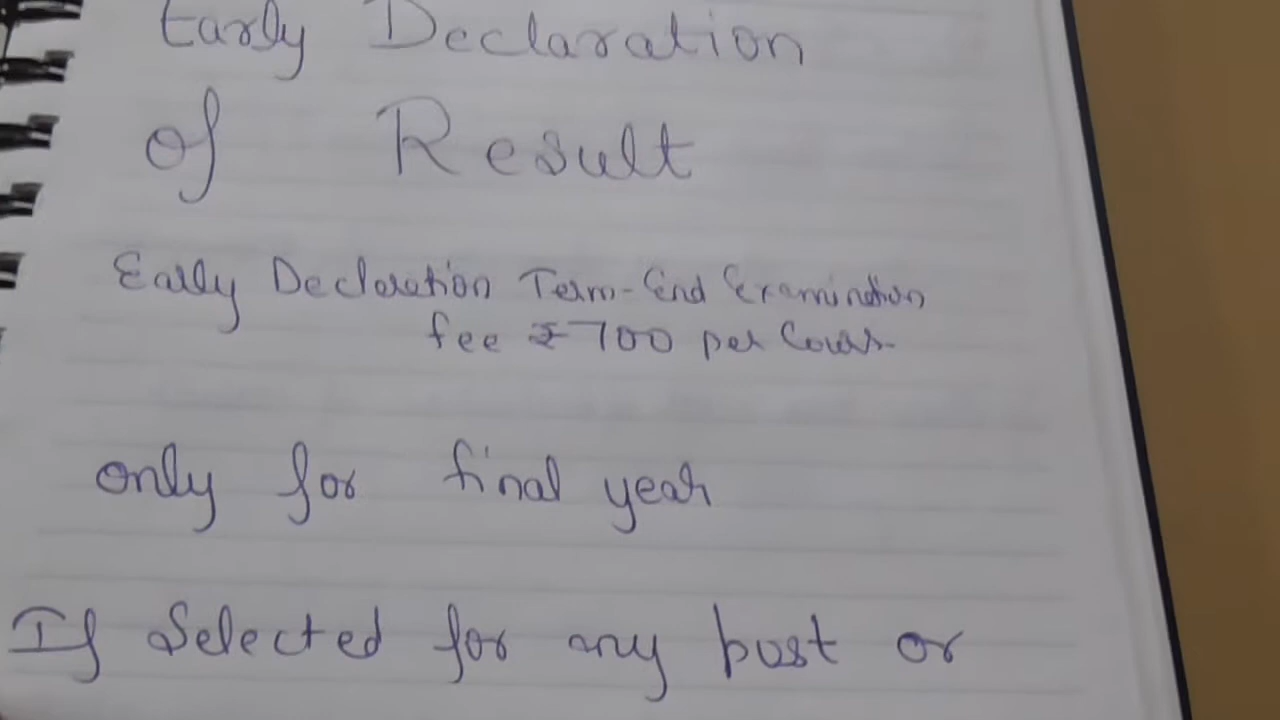 Early Declaration
of Result
Early Declaration Term-End Examination
fee ₹700 per Cours
only for final year
If Selected for any post or